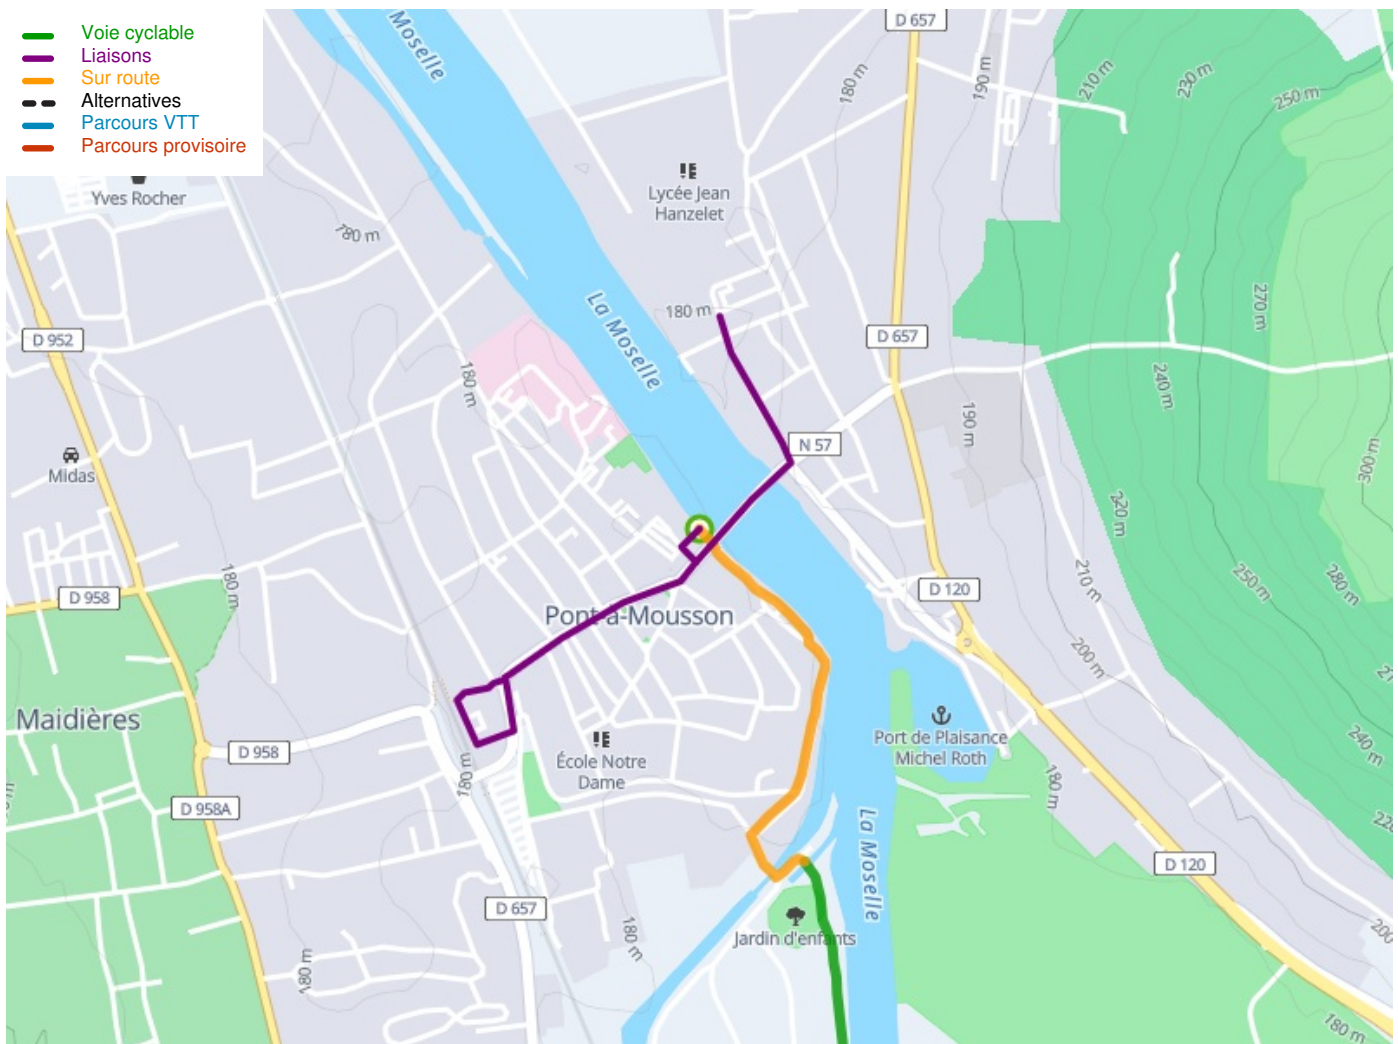 Voie cyclable
Liaisons
Sur route
Alternatives
Parcours VTT
Parcours provisoire
Moselle
D 657
180 m
190 m
210 m
230 m
250 m
Yves Rocher
Lycée Jean
Hanzelet
180 m
La Moselle
180 m
D 952
D 657
270 m
180 m
240 m
190 m
N 57
300 m
Midas
220 m
180 m
D 958
D 120
210 m
250 m
280 m
Pont-à-Mousson
200 m
Maidières
D 958
École Notre
Dame
Port de Plaisance
Michel Roth
240 m
180 m
180 m
D 958A
La Moselle
D 120
D 657
Jardin d'enfants
180 m
180 m
180 m